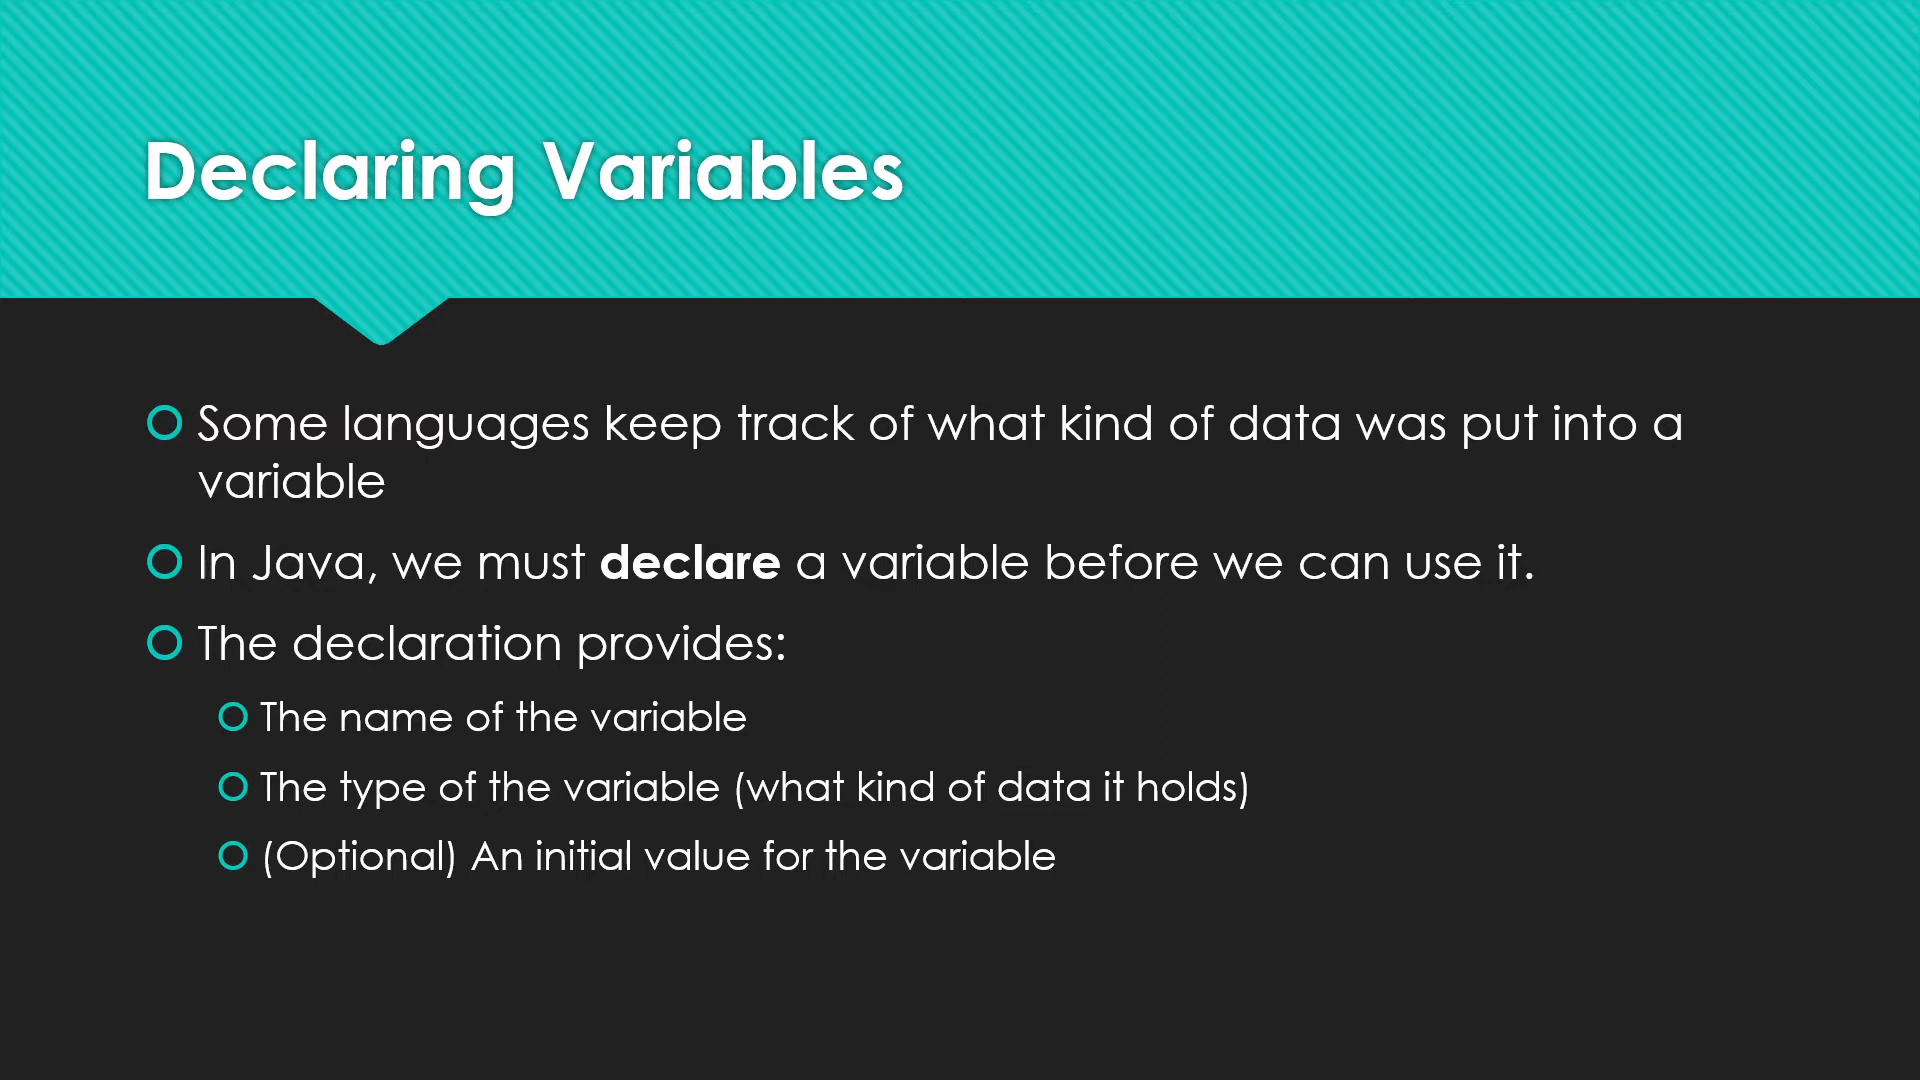 Declaring Variables
Some languages keep track of what kind of data was put into a
variable
In Java, we must declare a variable before we can use it.
The declaration provides:
The name of the variable
The type of the variable (what kind of data it holds)
(Optional) An initial value for the variable